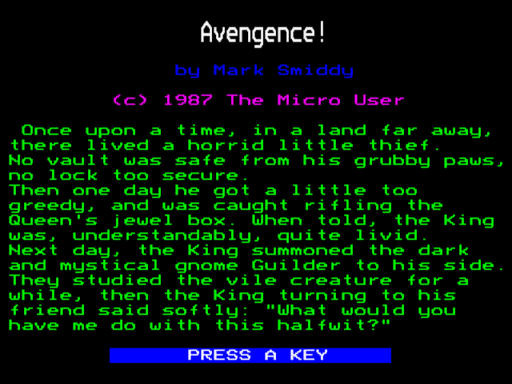 Avengence!
by Mark Smiddy
(c) 1987 The Micro User
Once upon a time, in a land far away,
there lived a horrid little thief.
No vault was safe from his grubby paws,
no lock too secure.
Then one day he got a little too
greedy, and was caught rifling the
Queen's jewel box. When told, the King
was, understandably, quite livid.
Next day, the King summoned the dark
and mystical gnome Guilder to his side.
They studied the vile creature for a
while, then the King turning to his
friend said softly: "What would you
have me do with this halfwit?"
PRESS A KEY